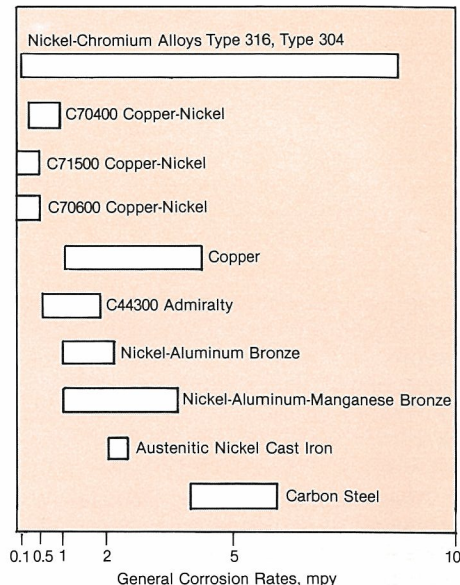 Nickel-Chromium Alloys Type 316, Type 304
C70400 Copper-Nickel
C71500 Copper-Nickel
C70600 Copper-Nickel
Copper
C44300 Admiralty
Nickel-Aluminum Bronze
Nickel-Aluminum-Manganese Bronze
Austenitic Nickel Cast Iron
Carbon Steel
0.1 0.5 1 2 5 10
General Corrosion Rates, mpy